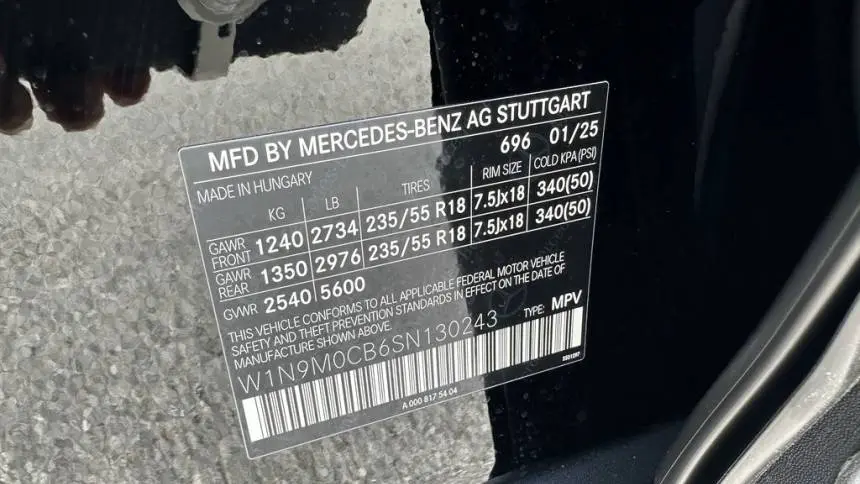 MFD BY MERCEDES-BENZ AG STUTTGART
696 01/25
MADE IN HUNGARY
KG LB TIRES RIM SIZE COLD KPA(PSI)
GAWR FRONT 1240 2734 235/55 R18 7.5Jx18 340(50)
GAWR REAR 1350 2976 235/55 R18 7.5Jx18 340(50)
GVWR 2540 5600
THIS VEHICLE CONFORMS TO ALL APPLICABLE FEDERAL MOTOR VEHICLE
SAFETY AND THEFT PREVENTION STANDARDS IN EFFECT ON THE DATE OF
MANUFACTURE SHOWN ABOVE.
TYPE: MPV
W1N9M0CB6SN130243
A 000 817 54 04